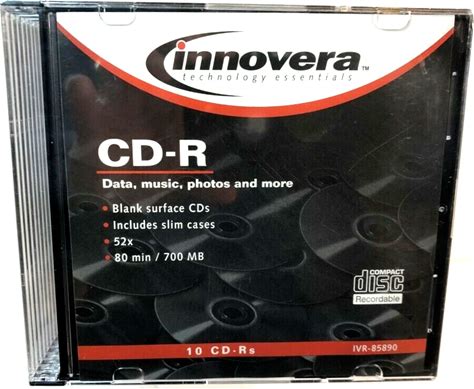 innovera™
technology essentials
CD-R
Data, music, photos and more
• Blank surface CDs
• Includes slim cases
• 52x
• 80 min / 700 MB
COMPACT
disc
Recordable
10 CD-Rs
IVR-85890